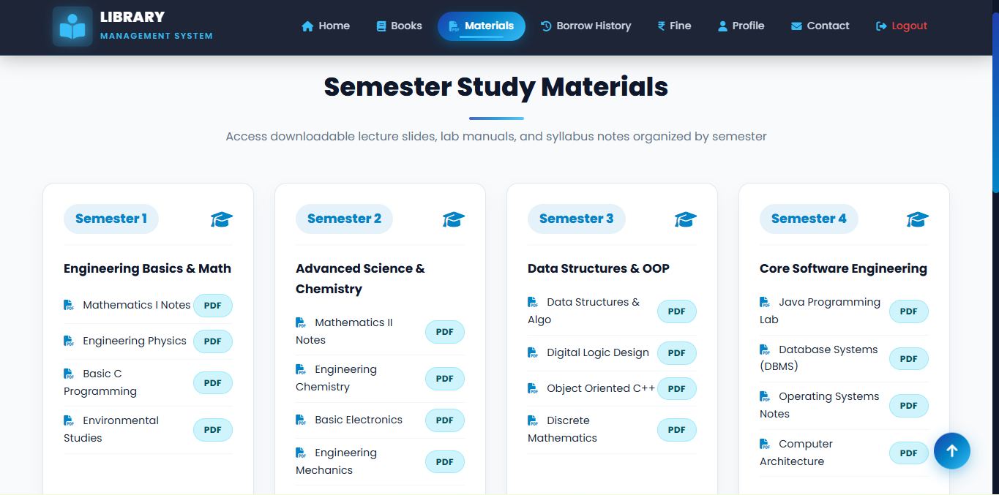 LIBRARY
MANAGEMENT SYSTEM
Home
Books
Materials
Borrow History
Fine
Profile
Contact
Logout
Semester Study Materials
Access downloadable lecture slides, lab manuals, and syllabus notes organized by semester
Semester 1
Engineering Basics & Math
Mathematics I Notes
PDF
Engineering Physics
PDF
Basic C
Programming
PDF
Environmental
Studies
PDF
Semester 2
Advanced Science &
Chemistry
Mathematics II
Notes
PDF
Engineering
Chemistry
PDF
Basic Electronics
PDF
Engineering
Mechanics
PDF
Semester 3
Data Structures & OOP
Data Structures &
Algo
PDF
Digital Logic Design
PDF
Object Oriented C++
PDF
Discrete
Mathematics
PDF
Semester 4
Core Software Engineering
Java Programming
Lab
PDF
Database Systems
(DBMS)
PDF
Operating Systems
Notes
PDF
Computer
Architecture
PDF